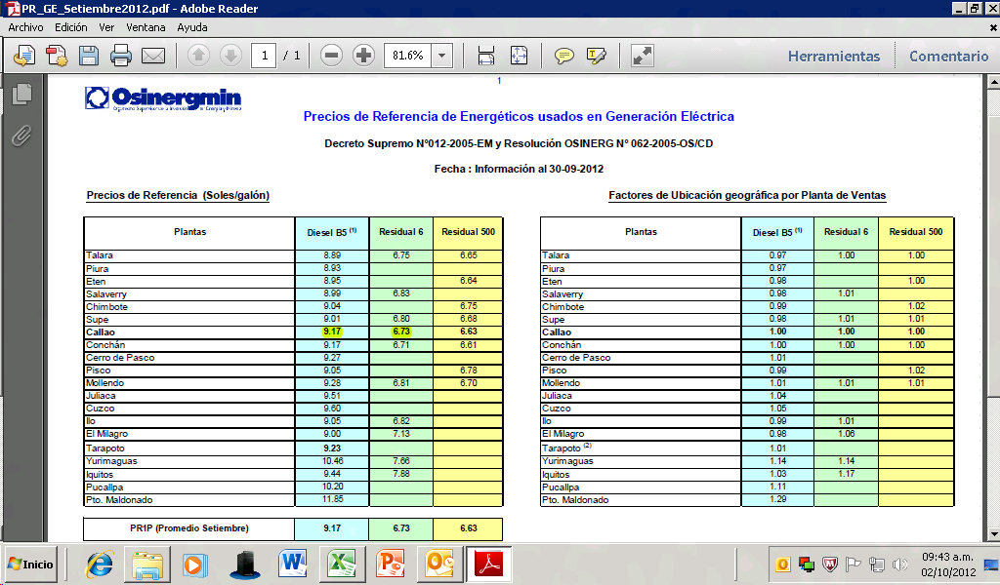 PR_GE_Setiembre2012.pdf - Adobe Reader
Archivo Edición Ver Ventana Ayuda
1 / 1 81.6% Herramientas Comentario
1
Osinergmin
Precios de Referencia de Energéticos usados en Generación Eléctrica
Decreto Supremo Nº012-2005-EM y Resolución OSINERG Nº 062-2005-OS/CD
Fecha : Información al 30-09-2012
Precios de Referencia (Soles/galón)
Plantas Diesel B5 (1) Residual 6 Residual 500
Talara 8.89 6.75 6.65
Piura 8.93
Eten 8.95 6.64
Salaverry 8.99 6.83
Chimbote 9.04 6.75
Supe 9.01 6.80 6.68
Callao 9.17 6.73 6.63
Conchán 9.17 6.71 6.61
Cerro de Pasco 9.27
Pisco 9.05 6.78
Mollendo 9.28 6.81 6.70
Juliaca 9.51
Cuzco 9.60
Ilo 9.05 6.82
El Milagro 9.00 7.13
Tarapoto 9.23
Yurimaguas 10.46 7.66
Iquitos 9.44 7.88
Pucallpa 10.20
Pto. Maldonado 11.85
PR1P (Promedio Setiembre) 9.17 6.73 6.63
Factores de Ubicación geográfica por Planta de Ventas
Plantas Diesel B5 (1) Residual 6 Residual 500
Talara 0.97 1.00 1.00
Piura 0.97
Eten 0.98 1.00
Salaverry 0.98 1.01
Chimbote 0.99 1.02
Supe 0.98 1.01 1.01
Callao 1.00 1.00 1.00
Conchán 1.00 1.00 1.00
Cerro de Pasco 1.01
Pisco 0.99 1.02
Mollendo 1.01 1.01 1.01
Juliaca 1.04
Cuzco 1.05
Ilo 0.99 1.01
El Milagro 0.98 1.06
Tarapoto (2) 1.01
Yurimaguas 1.14 1.14
Iquitos 1.03 1.17
Pucallpa 1.11
Pto. Maldonado 1.29
Inicio
09:43 a.m.
02/10/2012